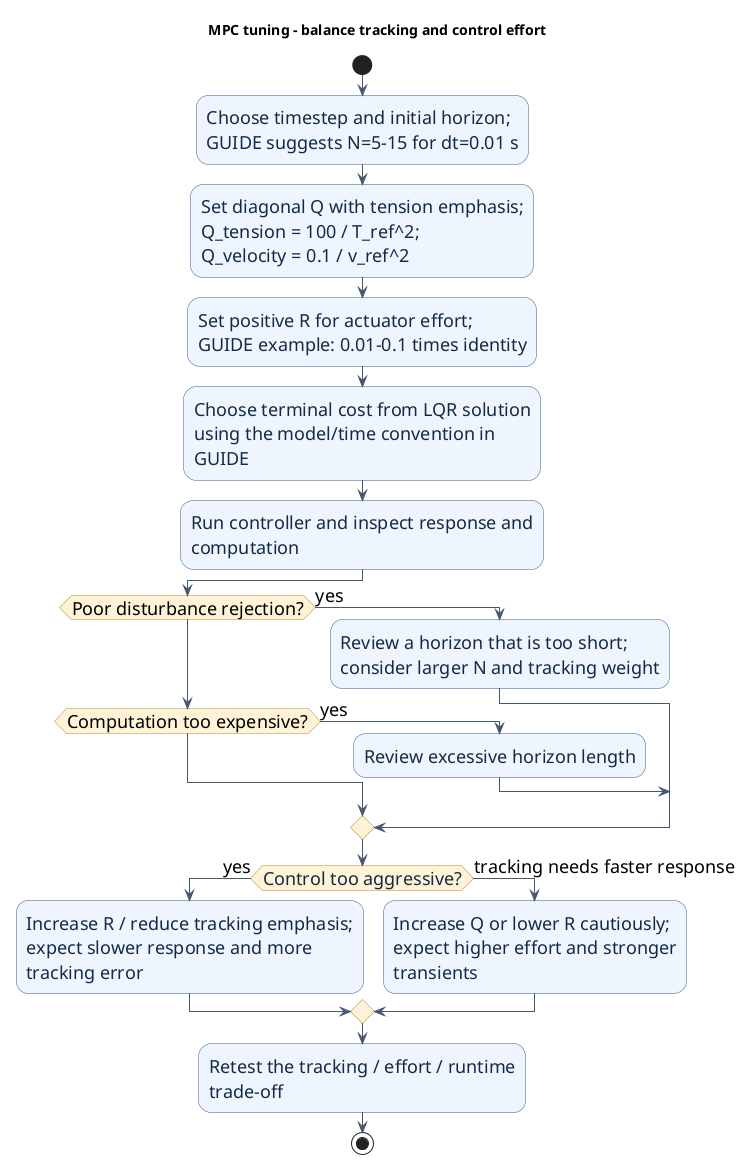 MPC tuning - balance tracking and control effort
Choose timestep and initial horizon;
GUIDE suggests N=5-15 for dt=0.01 s
Set diagonal Q with tension emphasis;
Q_tension = 100 / T_ref^2;
Q_velocity = 0.1 / v_ref^2
Set positive R for actuator effort;
GUIDE example: 0.01-0.1 times identity
Choose terminal cost from LQR solution
using the model/time convention in
GUIDE
Run controller and inspect response and
computation
Poor disturbance rejection?
yes
Review a horizon that is too short;
consider larger N and tracking weight
Computation too expensive?
yes
Review excessive horizon length
yes
Control too aggressive?
tracking needs faster response
Increase R / reduce tracking emphasis;
expect slower response and more
tracking error
Increase Q or lower R cautiously;
expect higher effort and stronger
transients
Retest the tracking / effort / runtime
trade-off